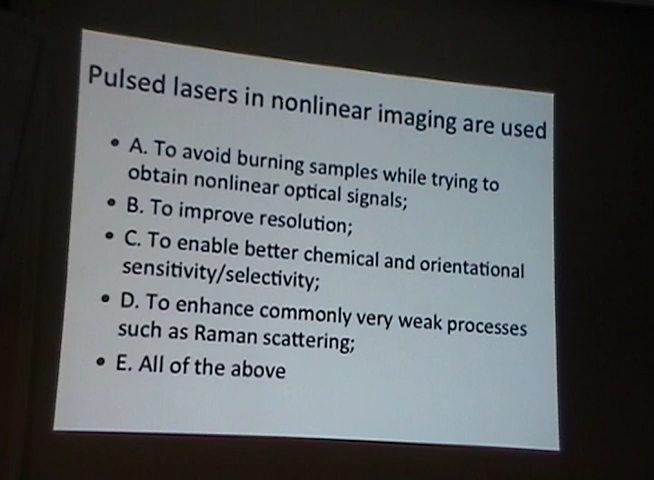 Pulsed lasers in nonlinear imaging are used
• A. To avoid burning samples while trying to
obtain nonlinear optical signals;
• B. To improve resolution;
• C. To enable better chemical and orientational
sensitivity/selectivity;
• D. To enhance commonly very weak processes
such as Raman scattering;
• E. All of the above